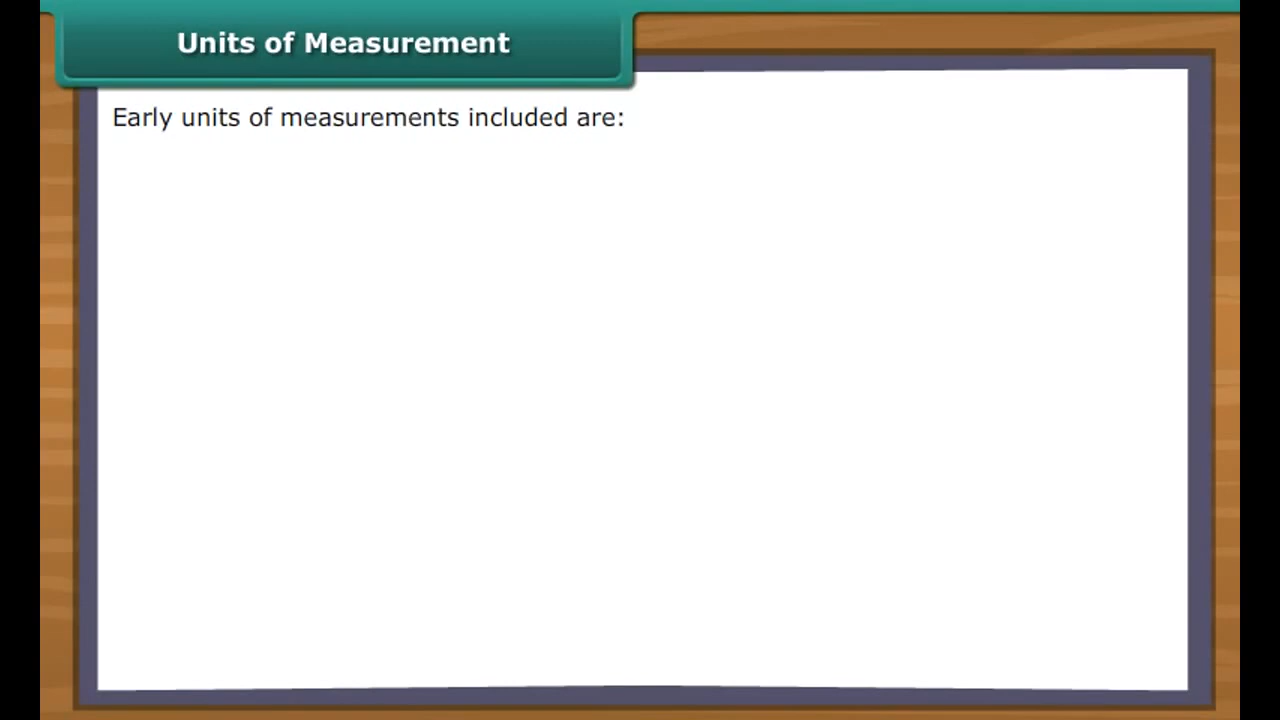 Units of Measurement
Early units of measurements included are: